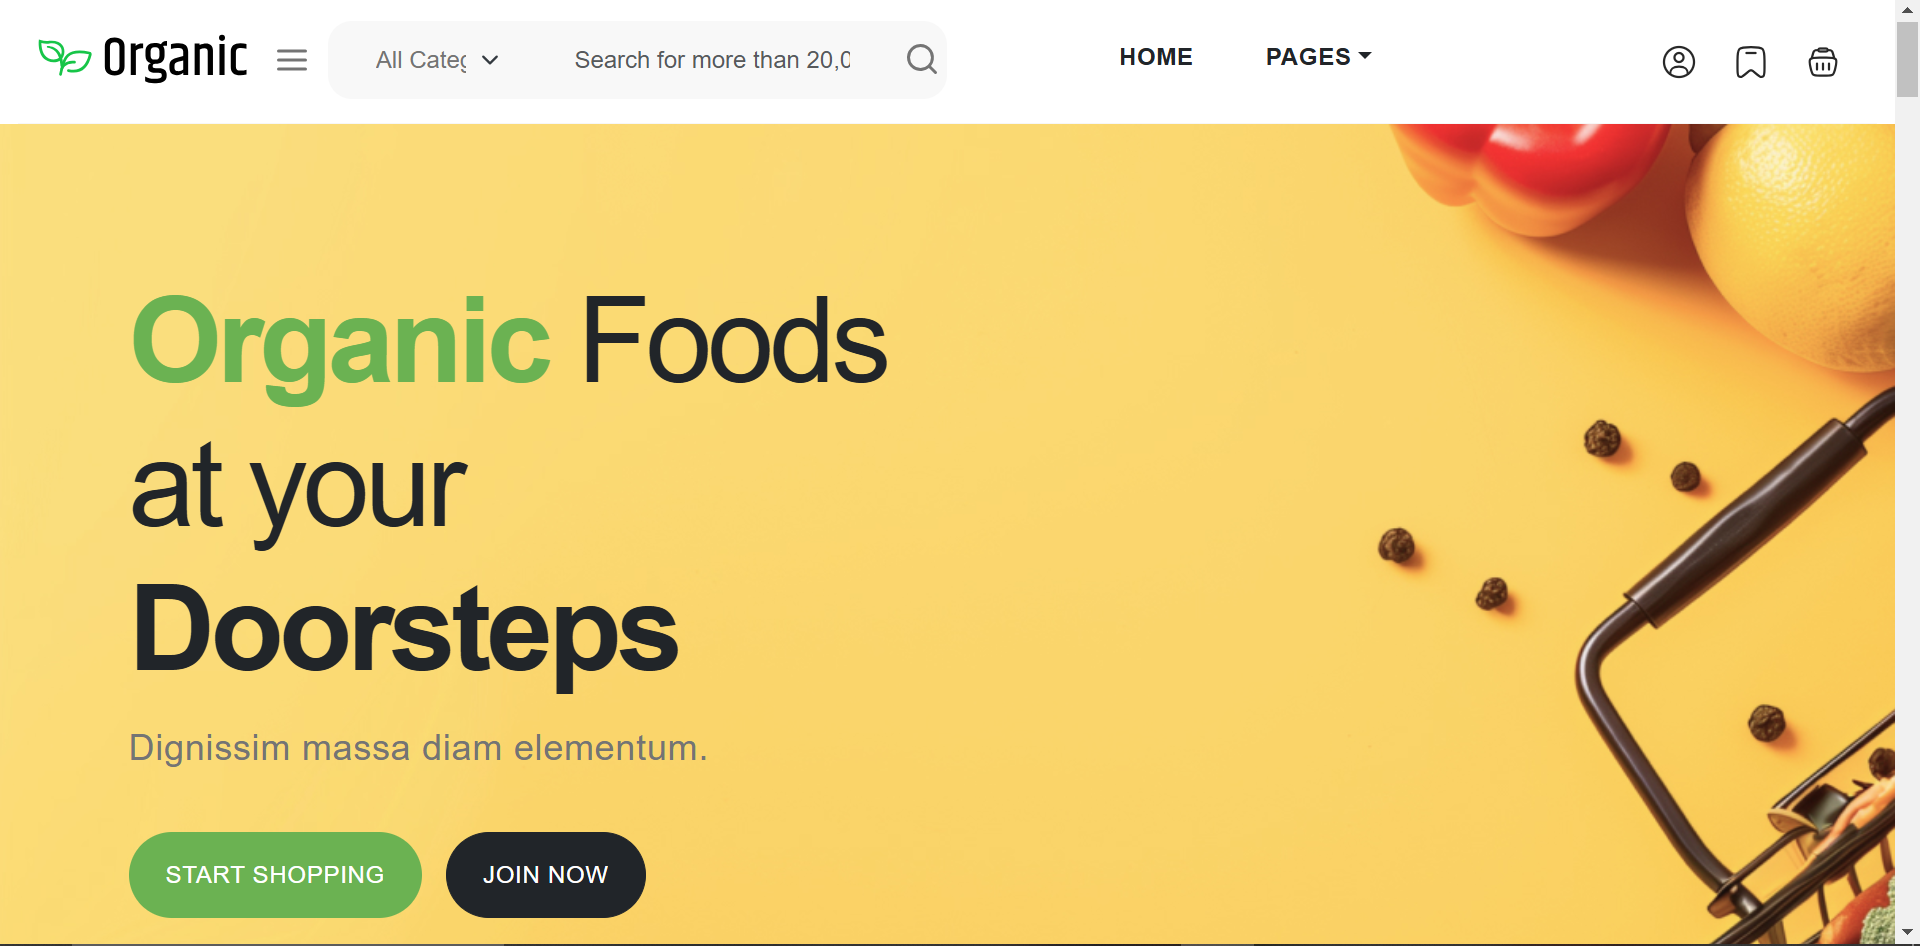 Organic
All Categ
Search for more than 20,0
HOME
PAGES
Organic Foods
at your
Doorsteps
Dignissim massa diam elementum.
START SHOPPING
JOIN NOW